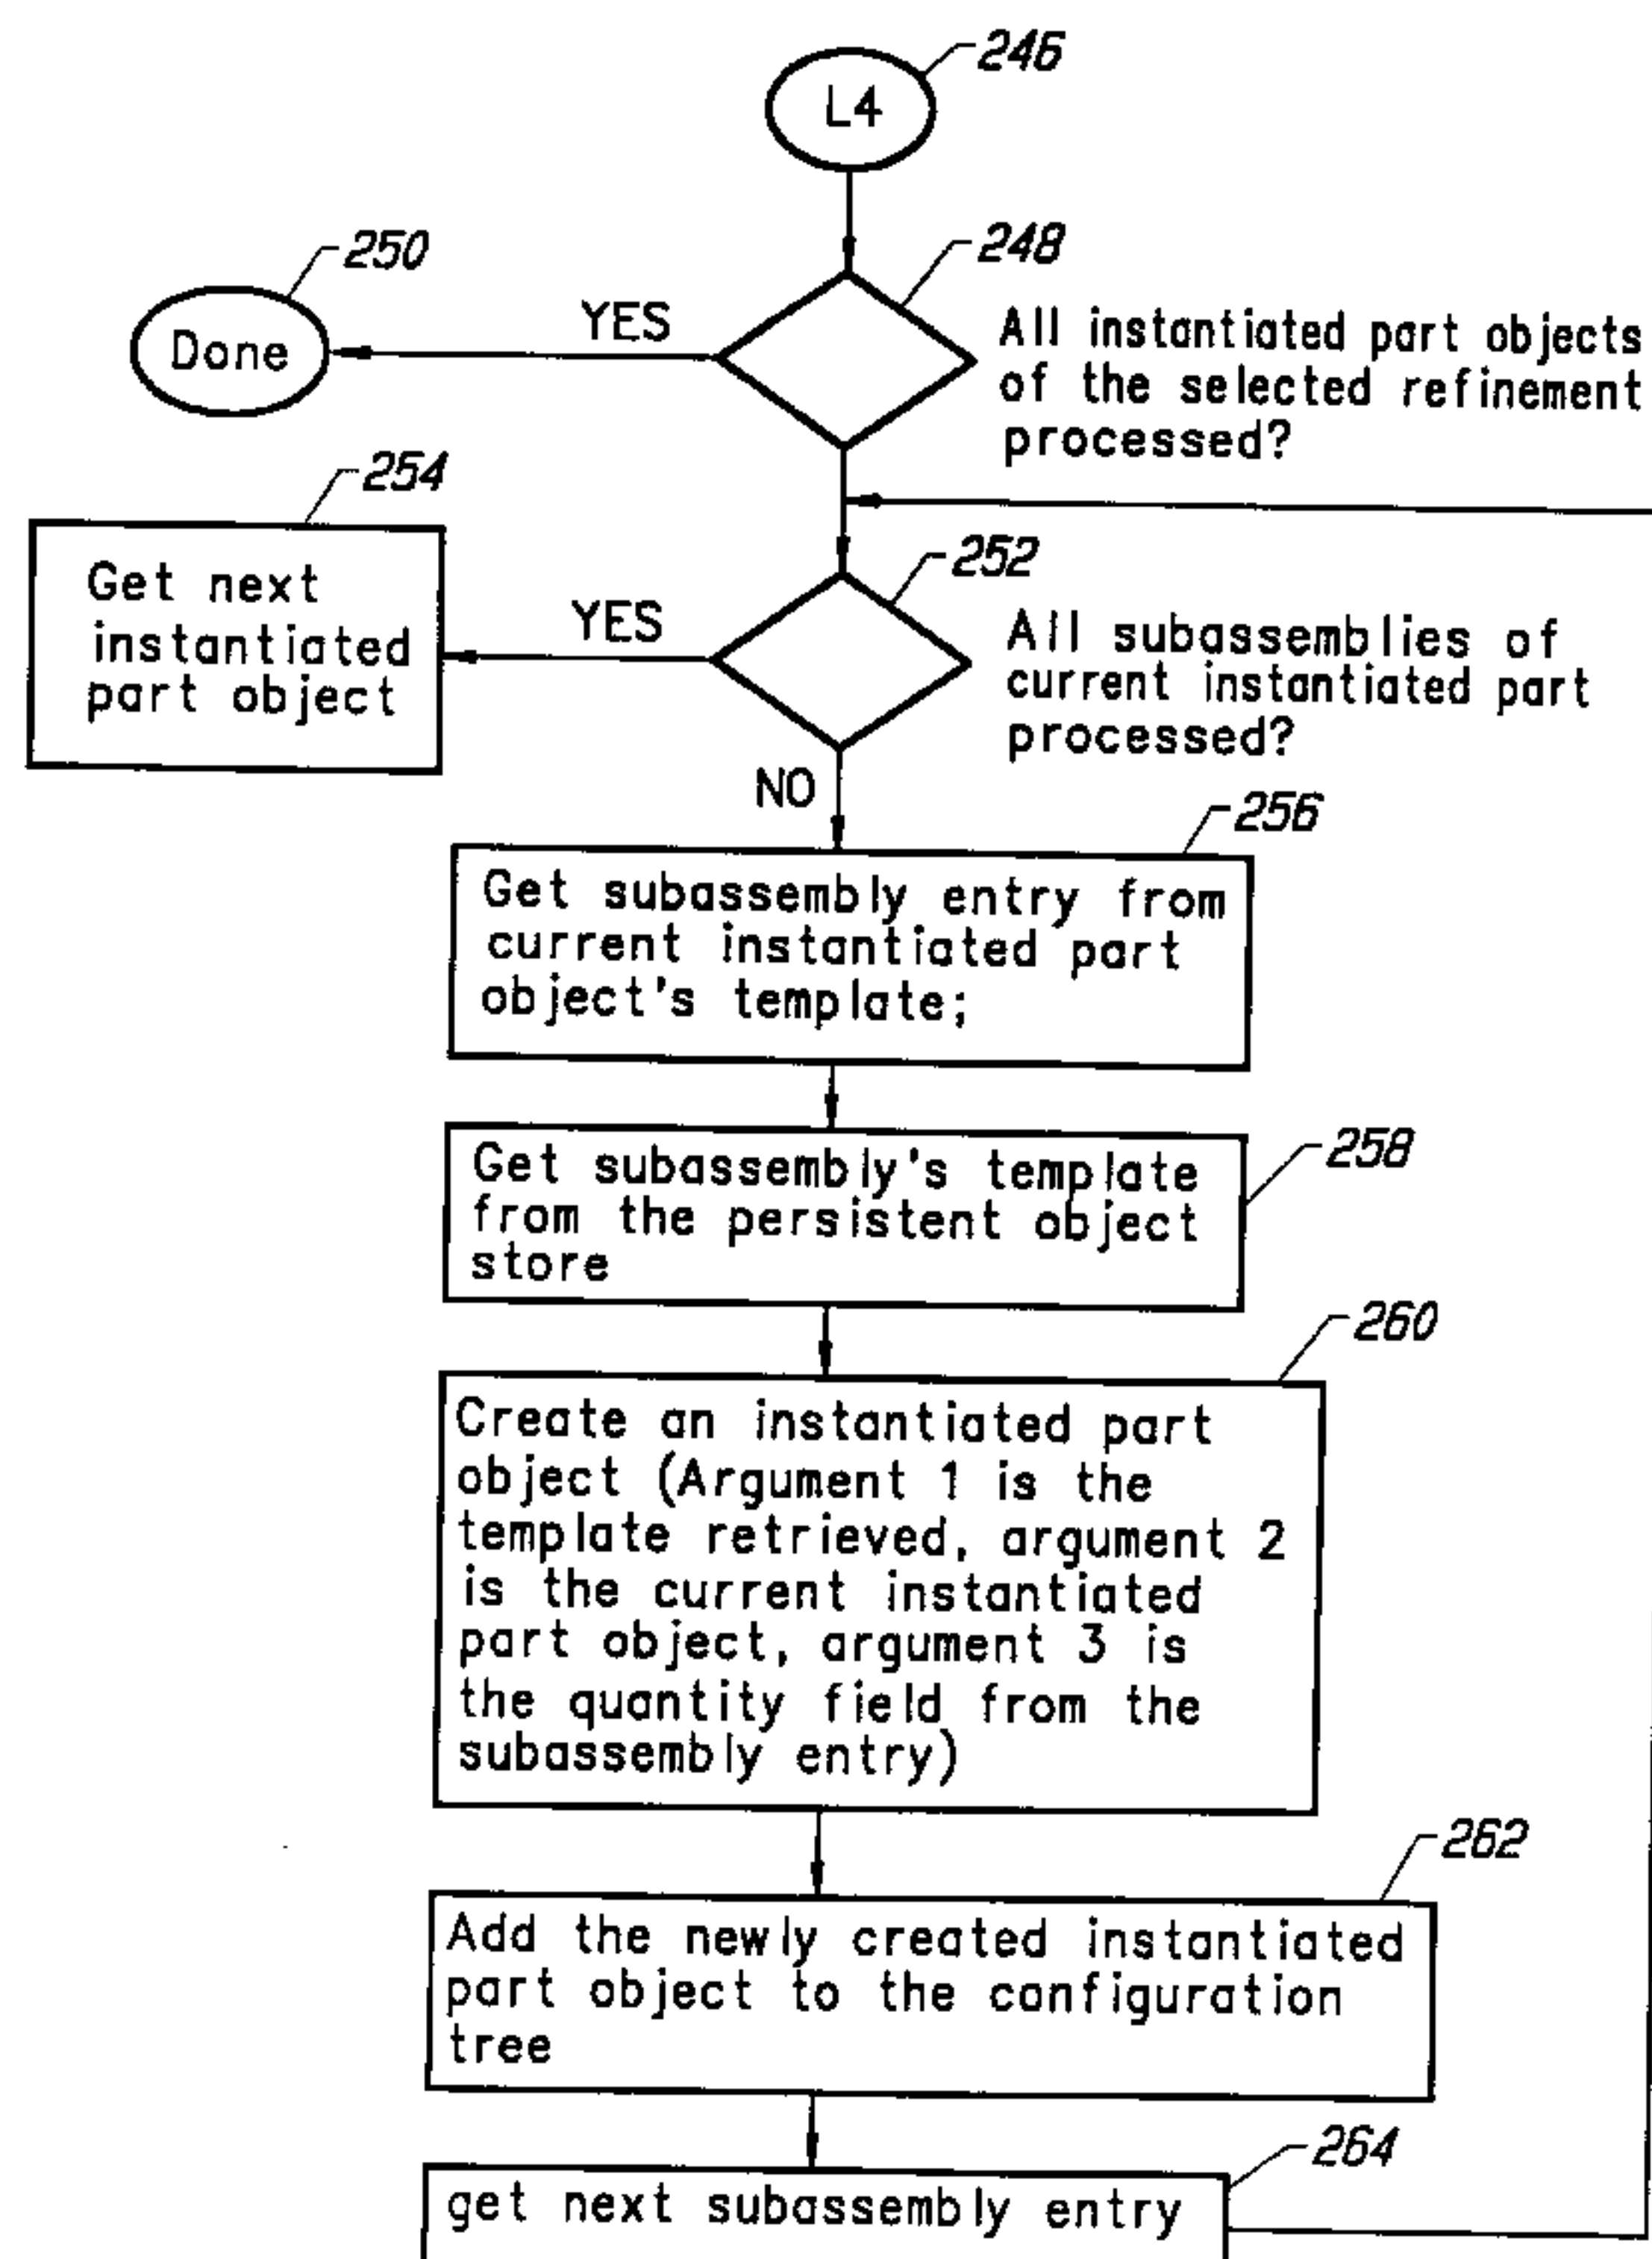 246
L4
250
248
Done
YES
All instantiated part objects
of the selected refinement
processed?
254
252
Get next
instantiated
part object
YES
All subassemblies of
current instantiated part
processed?
NO
256
Get subassembly entry from
current instantiated part
object's template;
258
Get subassembly's template
from the persistent object
store
260
Create an instantiated part
object (Argument 1 is the
template retrieved, argument 2
is the current instantiated
part object, argument 3 is
the quantity field from the
subassembly entry)
262
Add the newly created instantiated
part object to the configuration
tree
264
get next subassembly entry